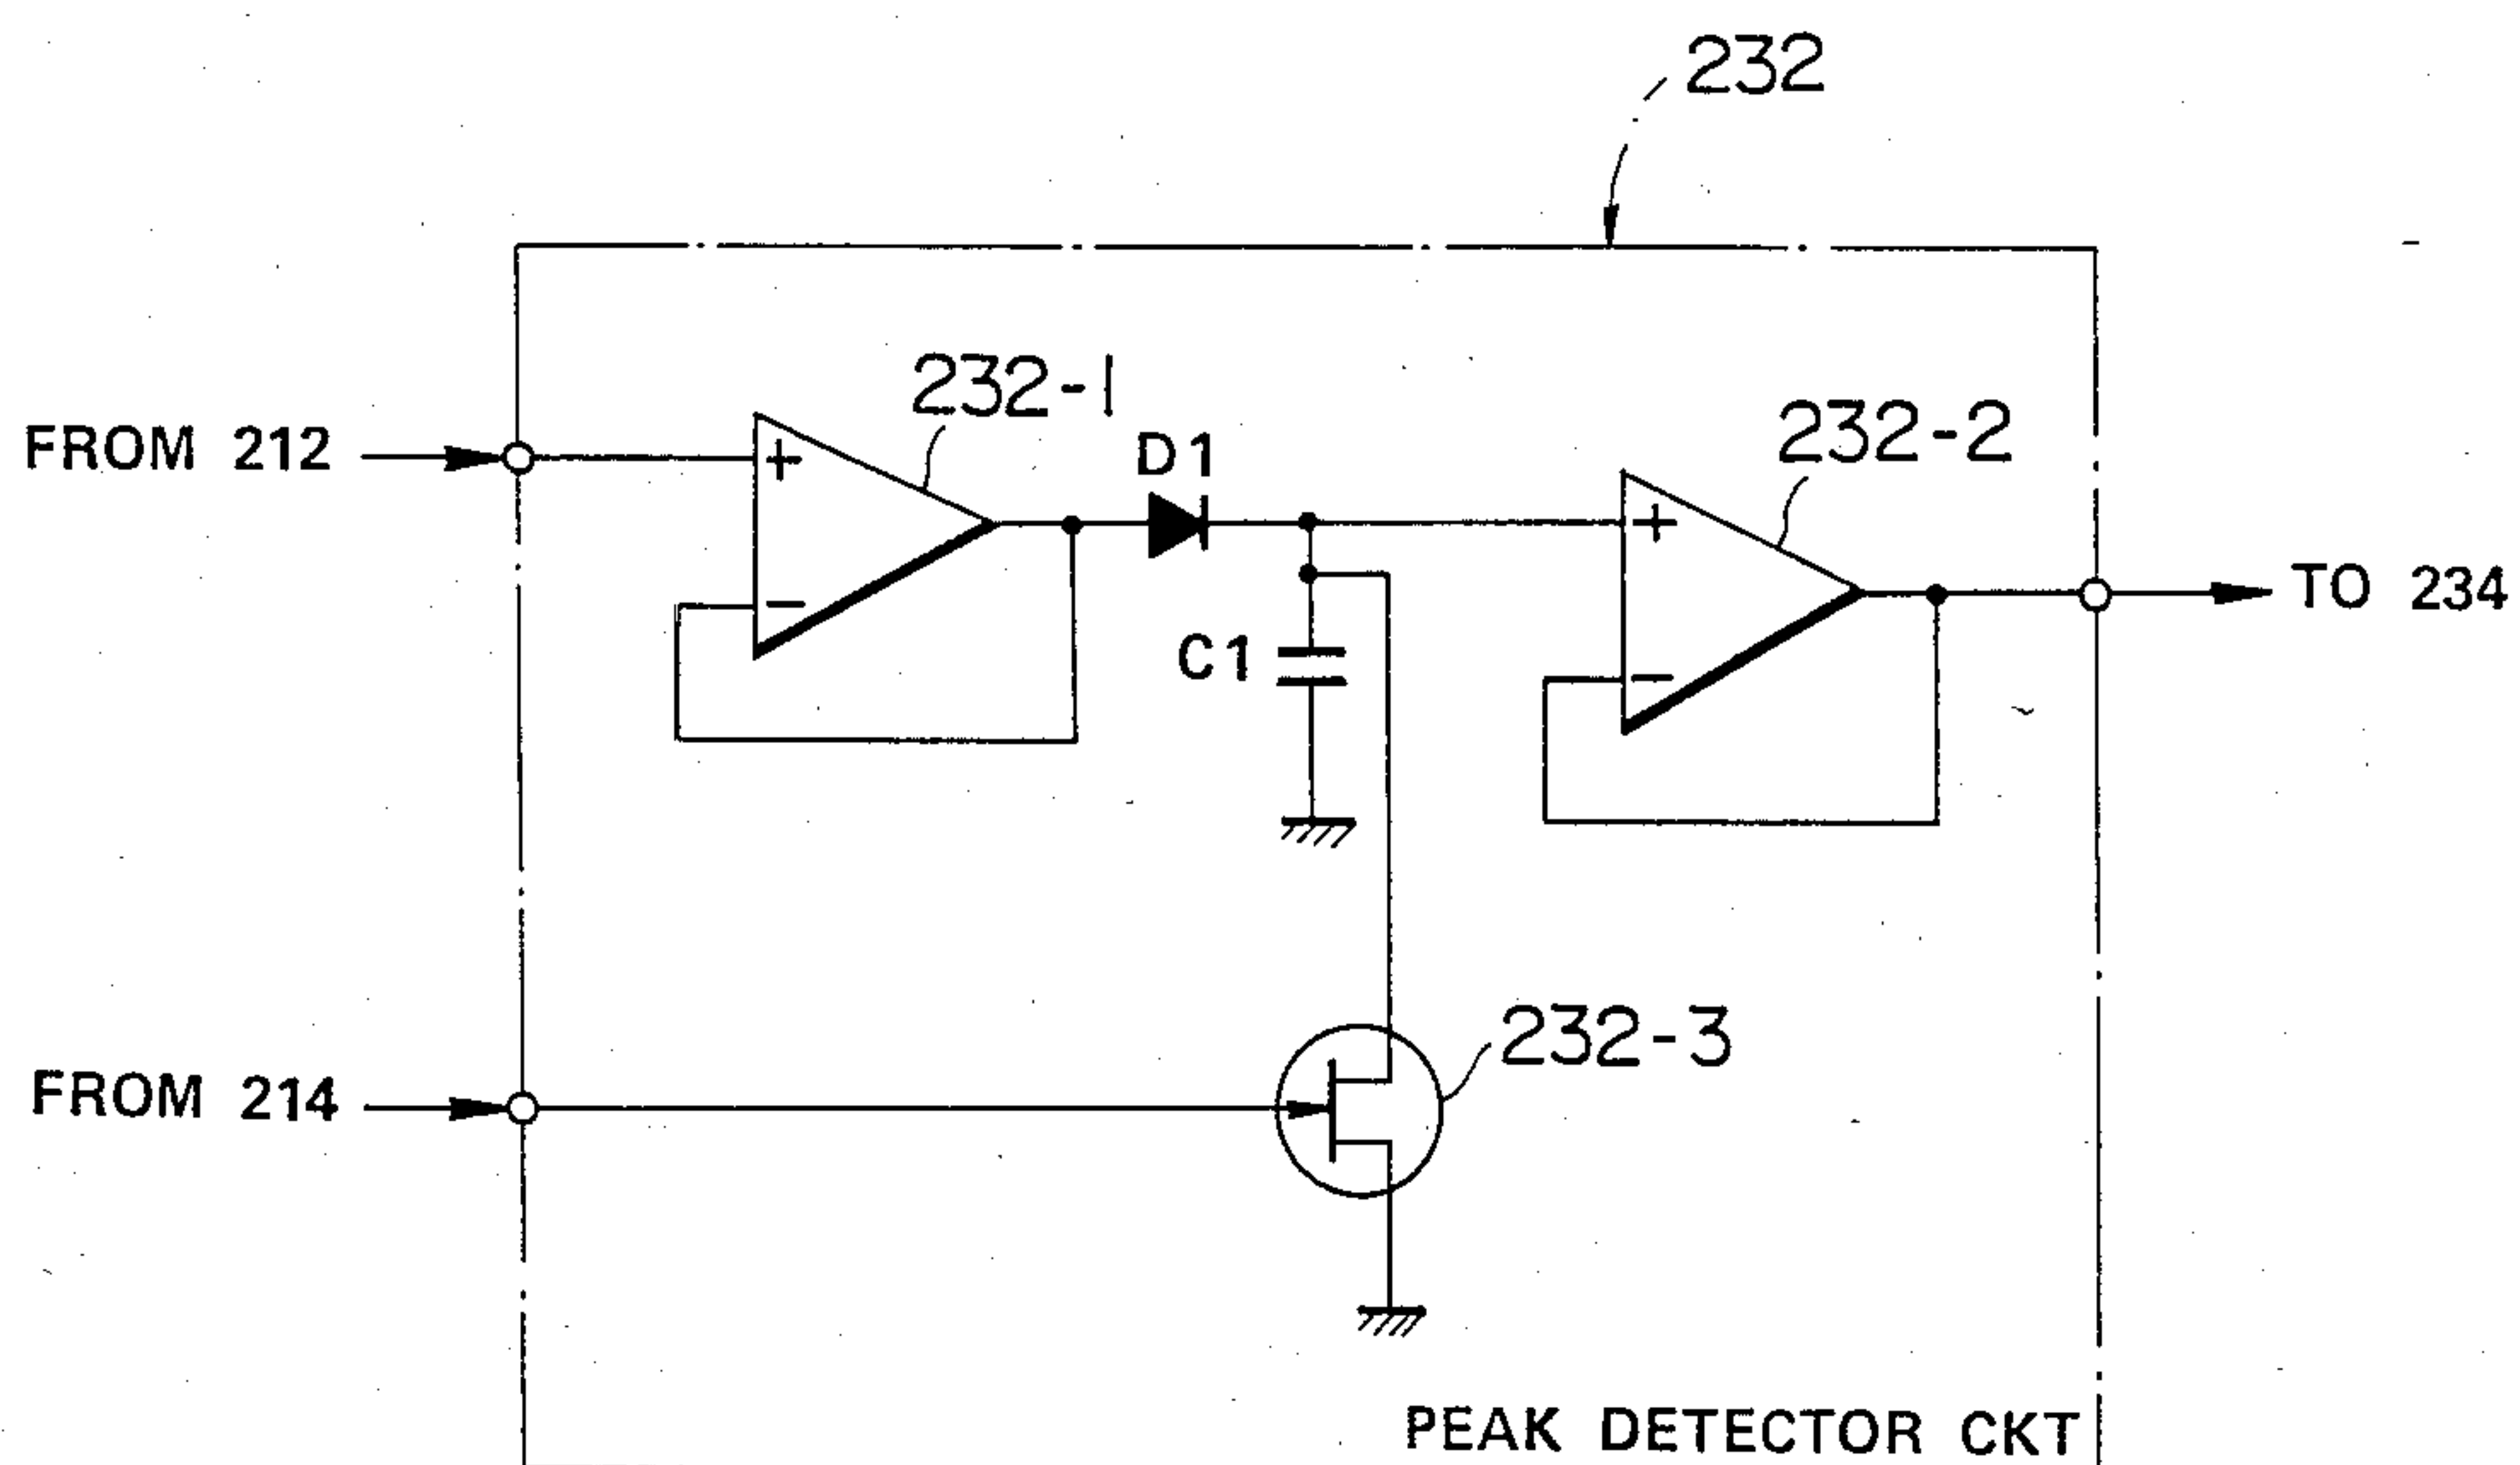 232
232-1
FROM 212
+
D1
232-2
+
TO 234
-
C1
-
232-3
FROM 214
PEAK DETECTOR CKT